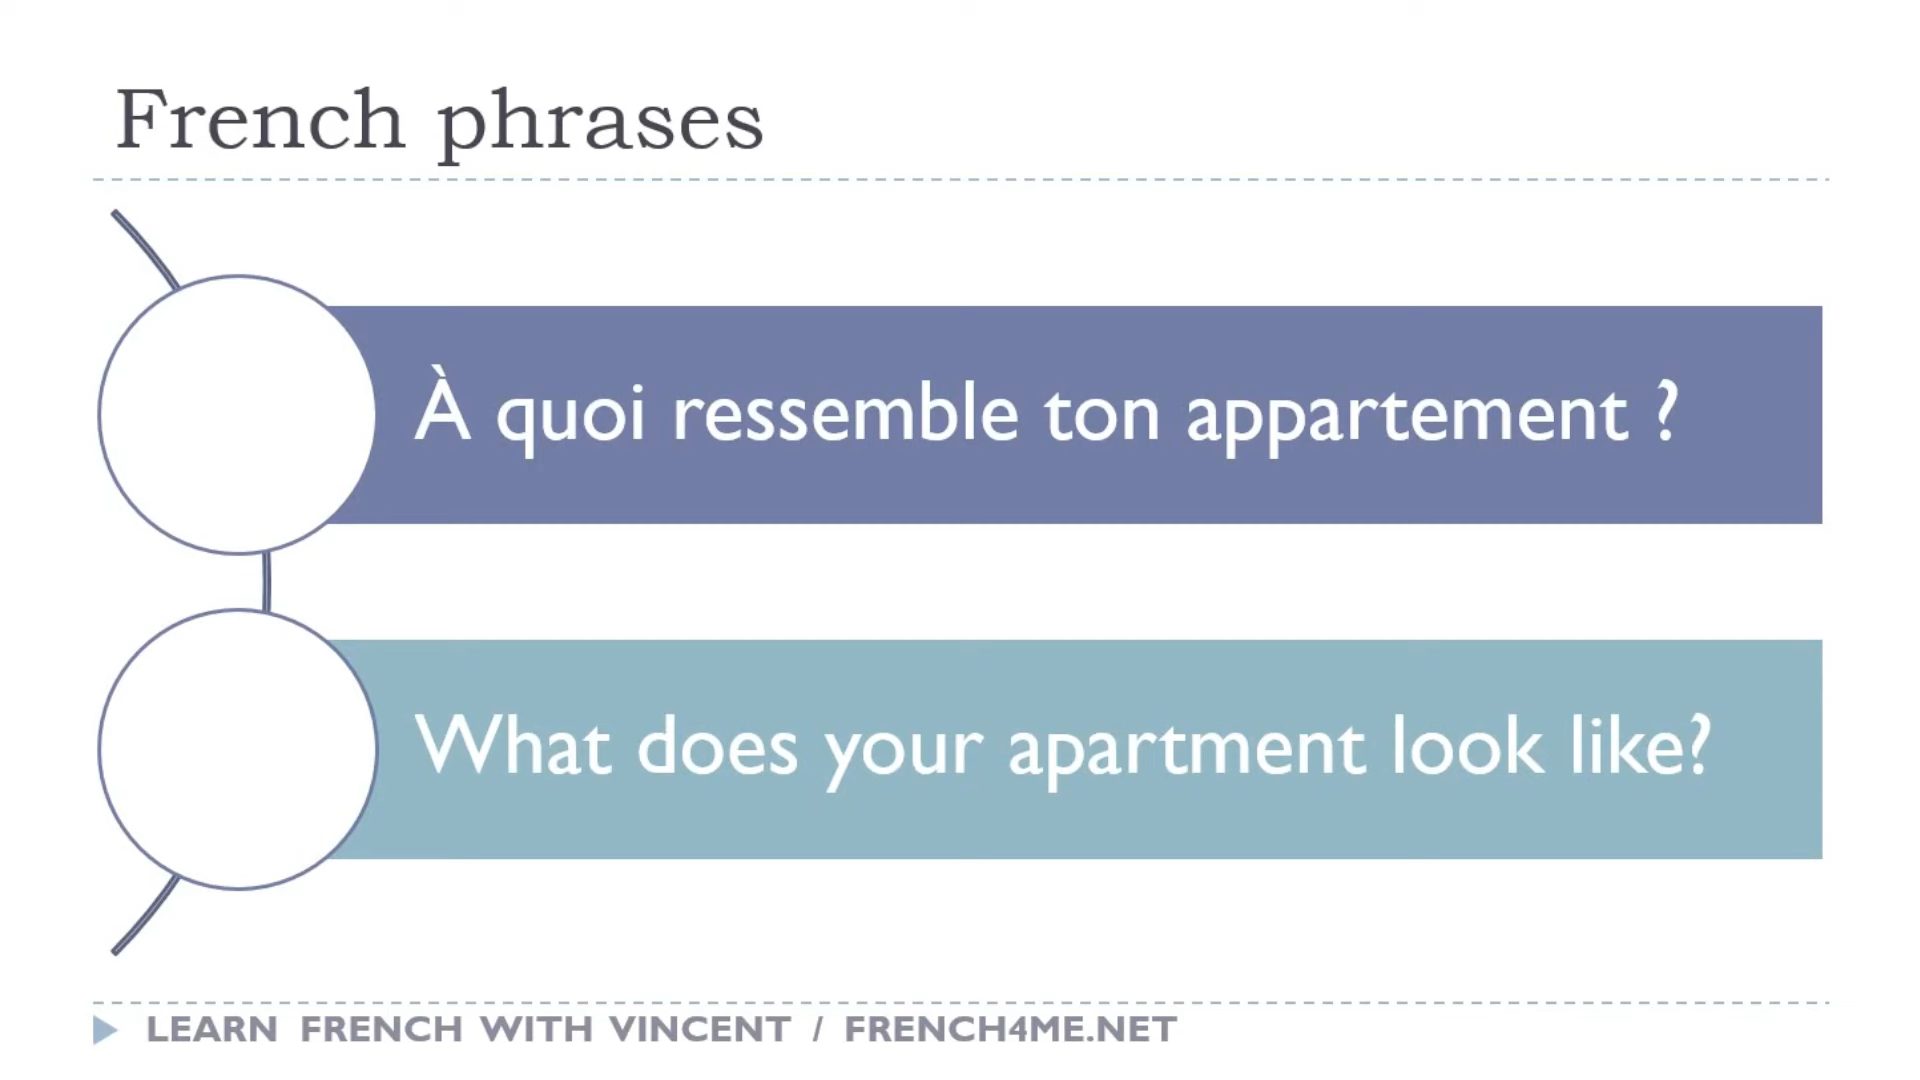 French phrases
À quoi ressemble ton appartement ?
What does your apartment look like?
LEARN FRENCH WITH VINCENT / FRENCH4ME.NET